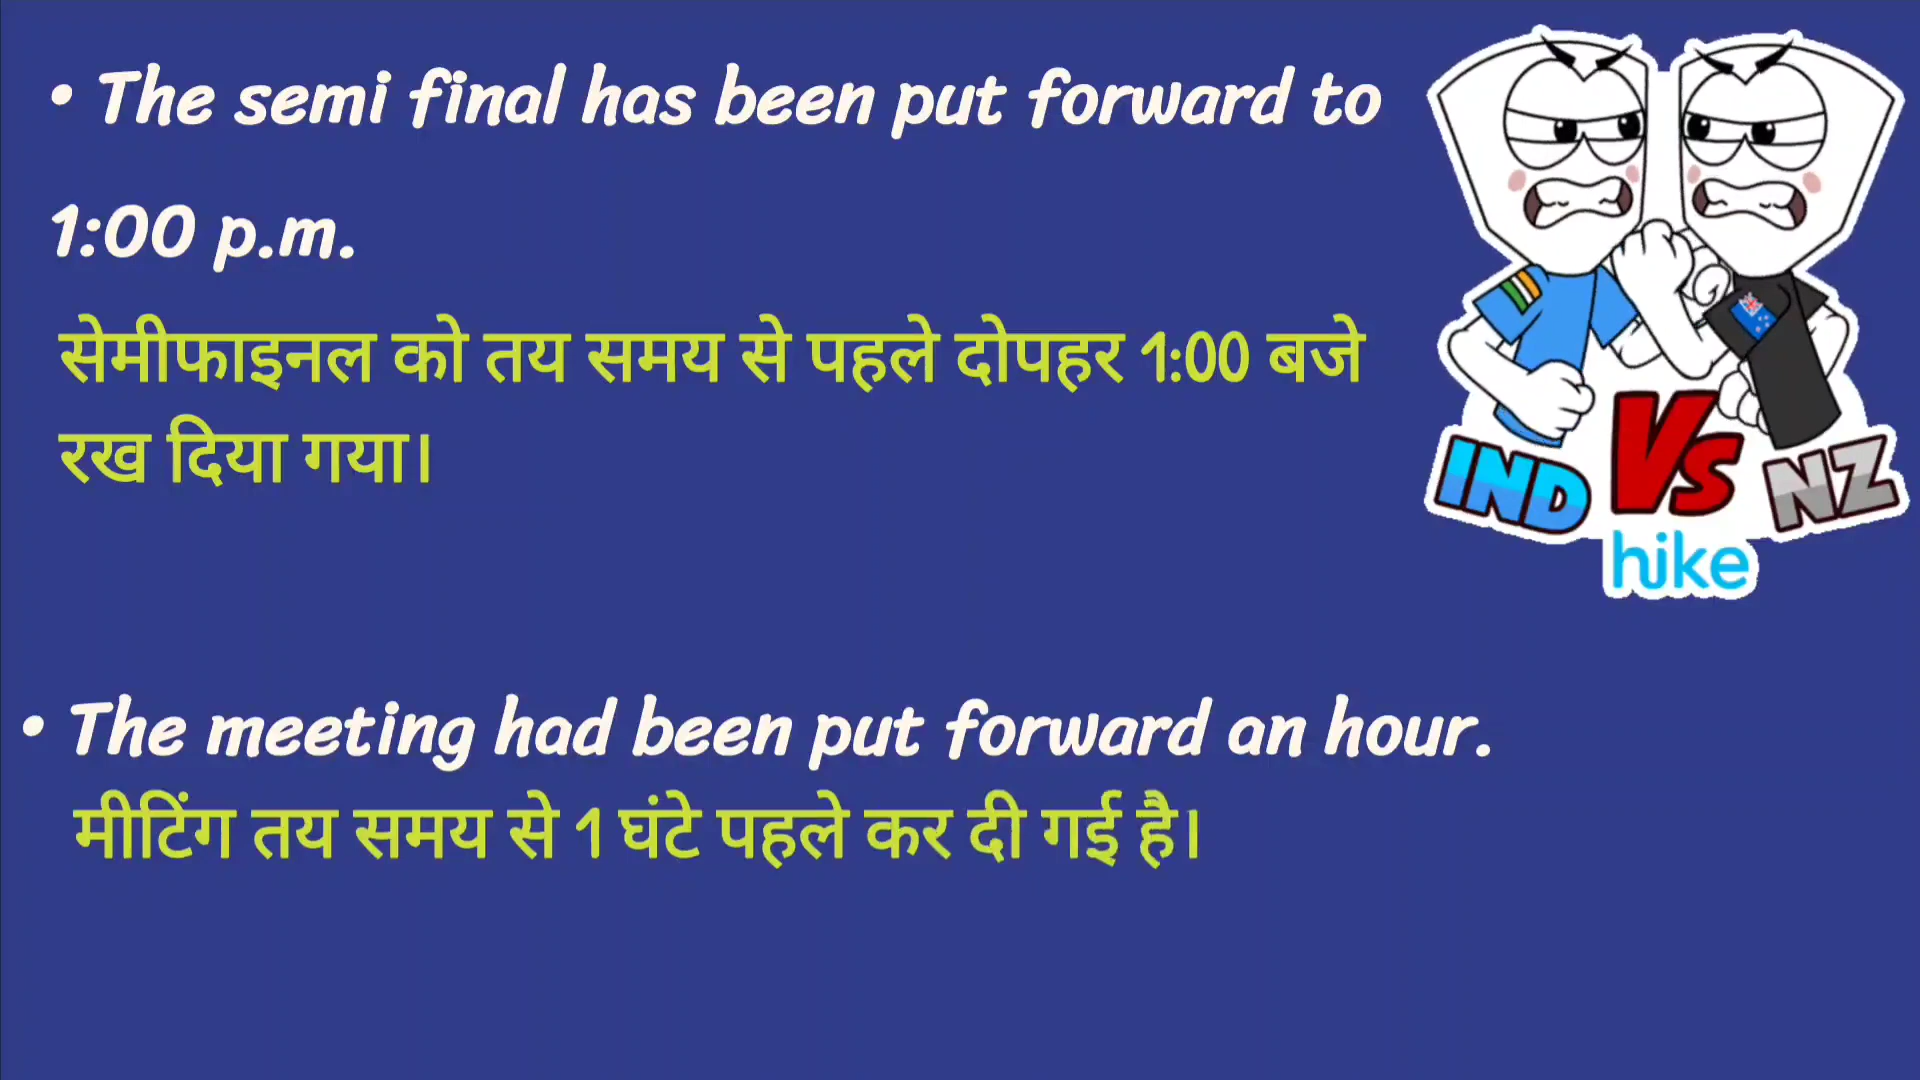 • The semi final has been put forward to
1:00 p.m.
सेमीफाइनल को तय समय से पहले दोपहर 1:00 बजे
रख दिया गया।
IND Vs NZ
hike
• The meeting had been put forward an hour.
मीटिंग तय समय से 1 घंटे पहले कर दी गई है।